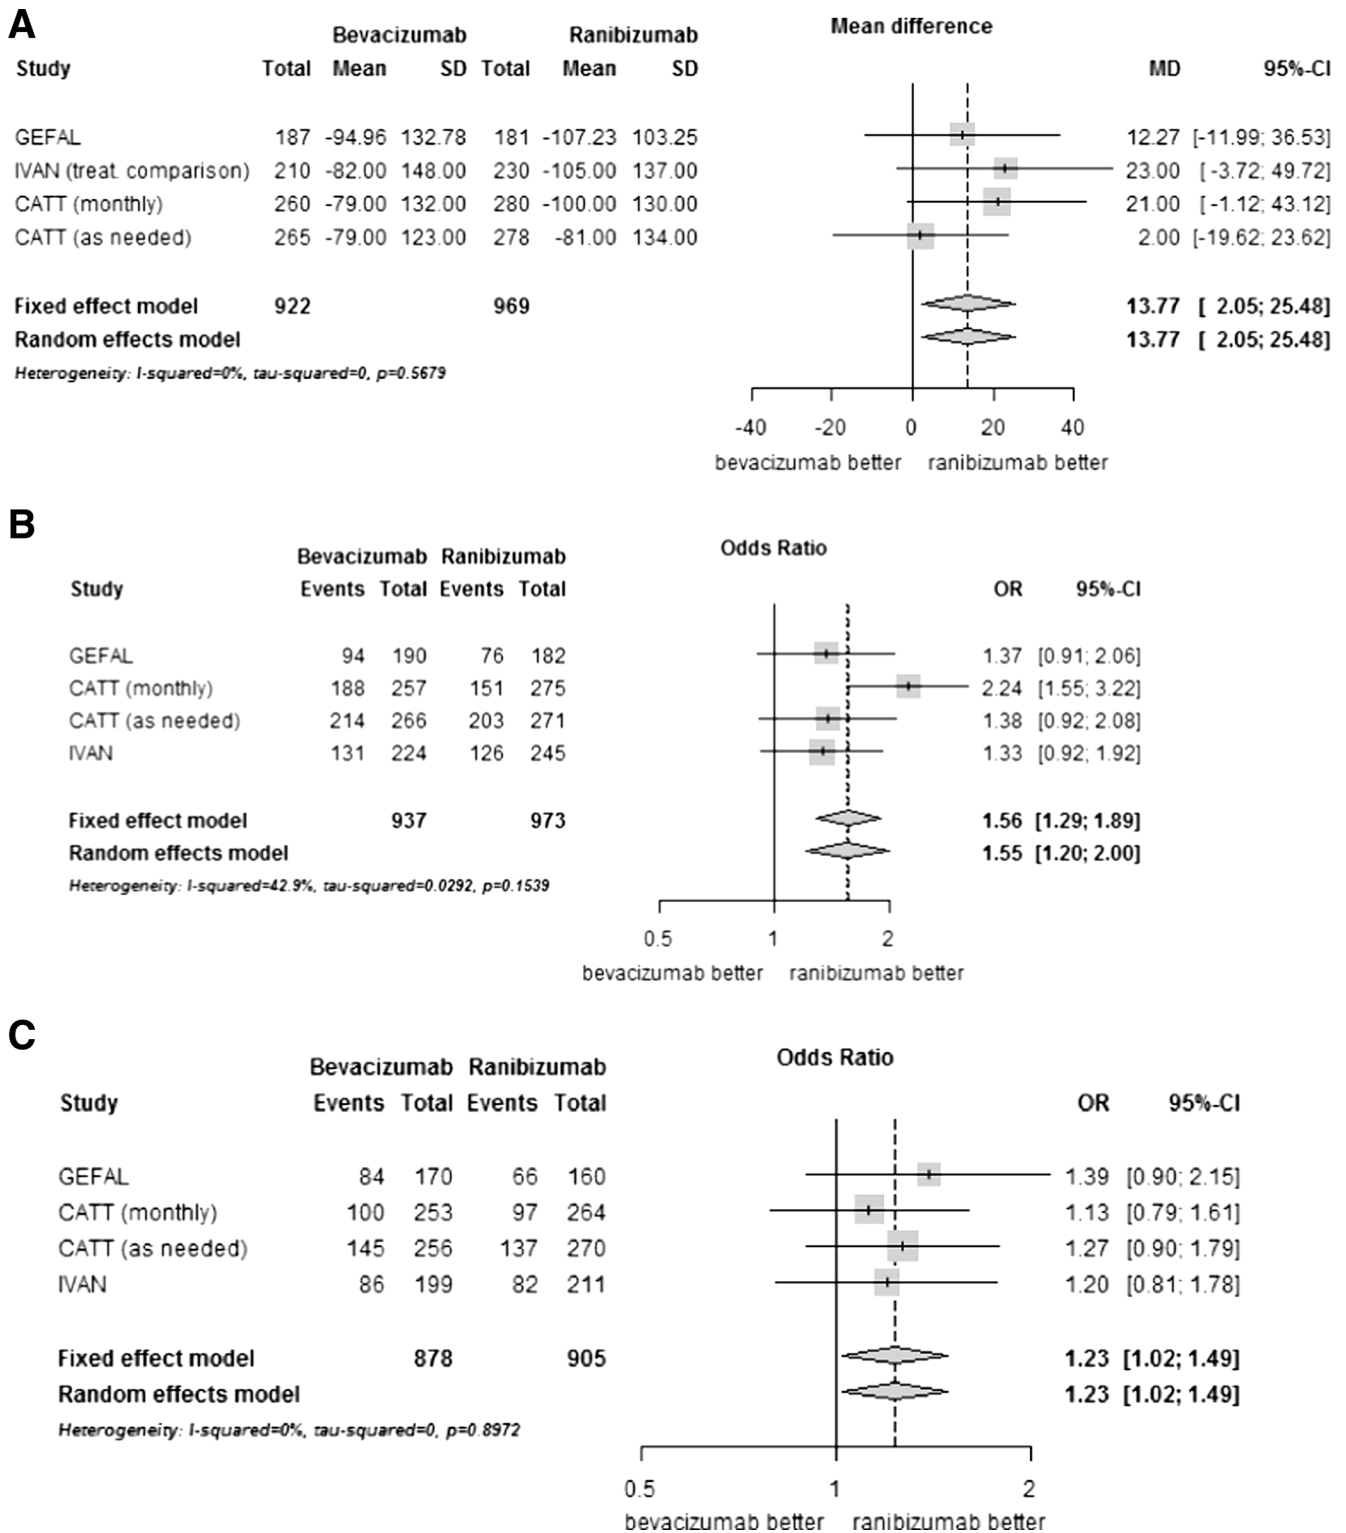 A
Bevacizumab Ranibizumab Mean difference
Study Total Mean SD Total Mean SD MD 95%-CI
GEFAL 187 -94.96 132.78 181 -107.23 103.25 12.27 [-11.99; 36.53]
IVAN (treat. comparison) 210 -82.00 148.00 230 -105.00 137.00 23.00 [ -3.72; 49.72]
CATT (monthly) 260 -79.00 132.00 280 -100.00 130.00 21.00 [ -1.12; 43.12]
CATT (as needed) 265 -79.00 123.00 278 -81.00 134.00 2.00 [-19.62; 23.62]
Fixed effect model 922 969 13.77 [ 2.05; 25.48]
Random effects model 13.77 [ 2.05; 25.48]
Heterogeneity: I-squared=0%, tau-squared=0, p=0.5679
-40 -20 0 20 40
bevacizumab better ranibizumab better
B
Bevacizumab Ranibizumab Odds Ratio
Study Events Total Events Total OR 95%-CI
GEFAL 94 190 76 182 1.37 [0.91; 2.06]
CATT (monthly) 188 257 151 275 2.24 [1.55; 3.22]
CATT (as needed) 214 266 203 271 1.38 [0.92; 2.08]
IVAN 131 224 126 245 1.33 [0.92; 1.92]
Fixed effect model 937 973 1.56 [1.29; 1.89]
Random effects model 1.55 [1.20; 2.00]
Heterogeneity: I-squared=42.9%, tau-squared=0.0292, p=0.1539
0.5 1 2
bevacizumab better ranibizumab better
C
Bevacizumab Ranibizumab Odds Ratio
Study Events Total Events Total OR 95%-CI
GEFAL 84 170 66 160 1.39 [0.90; 2.15]
CATT (monthly) 100 253 97 264 1.13 [0.79; 1.61]
CATT (as needed) 145 256 137 270 1.27 [0.90; 1.79]
IVAN 86 199 82 211 1.20 [0.81; 1.78]
Fixed effect model 878 905 1.23 [1.02; 1.49]
Random effects model 1.23 [1.02; 1.49]
Heterogeneity: I-squared=0%, tau-squared=0, p=0.8972
0.5 1 2
bevacizumab better ranibizumab better